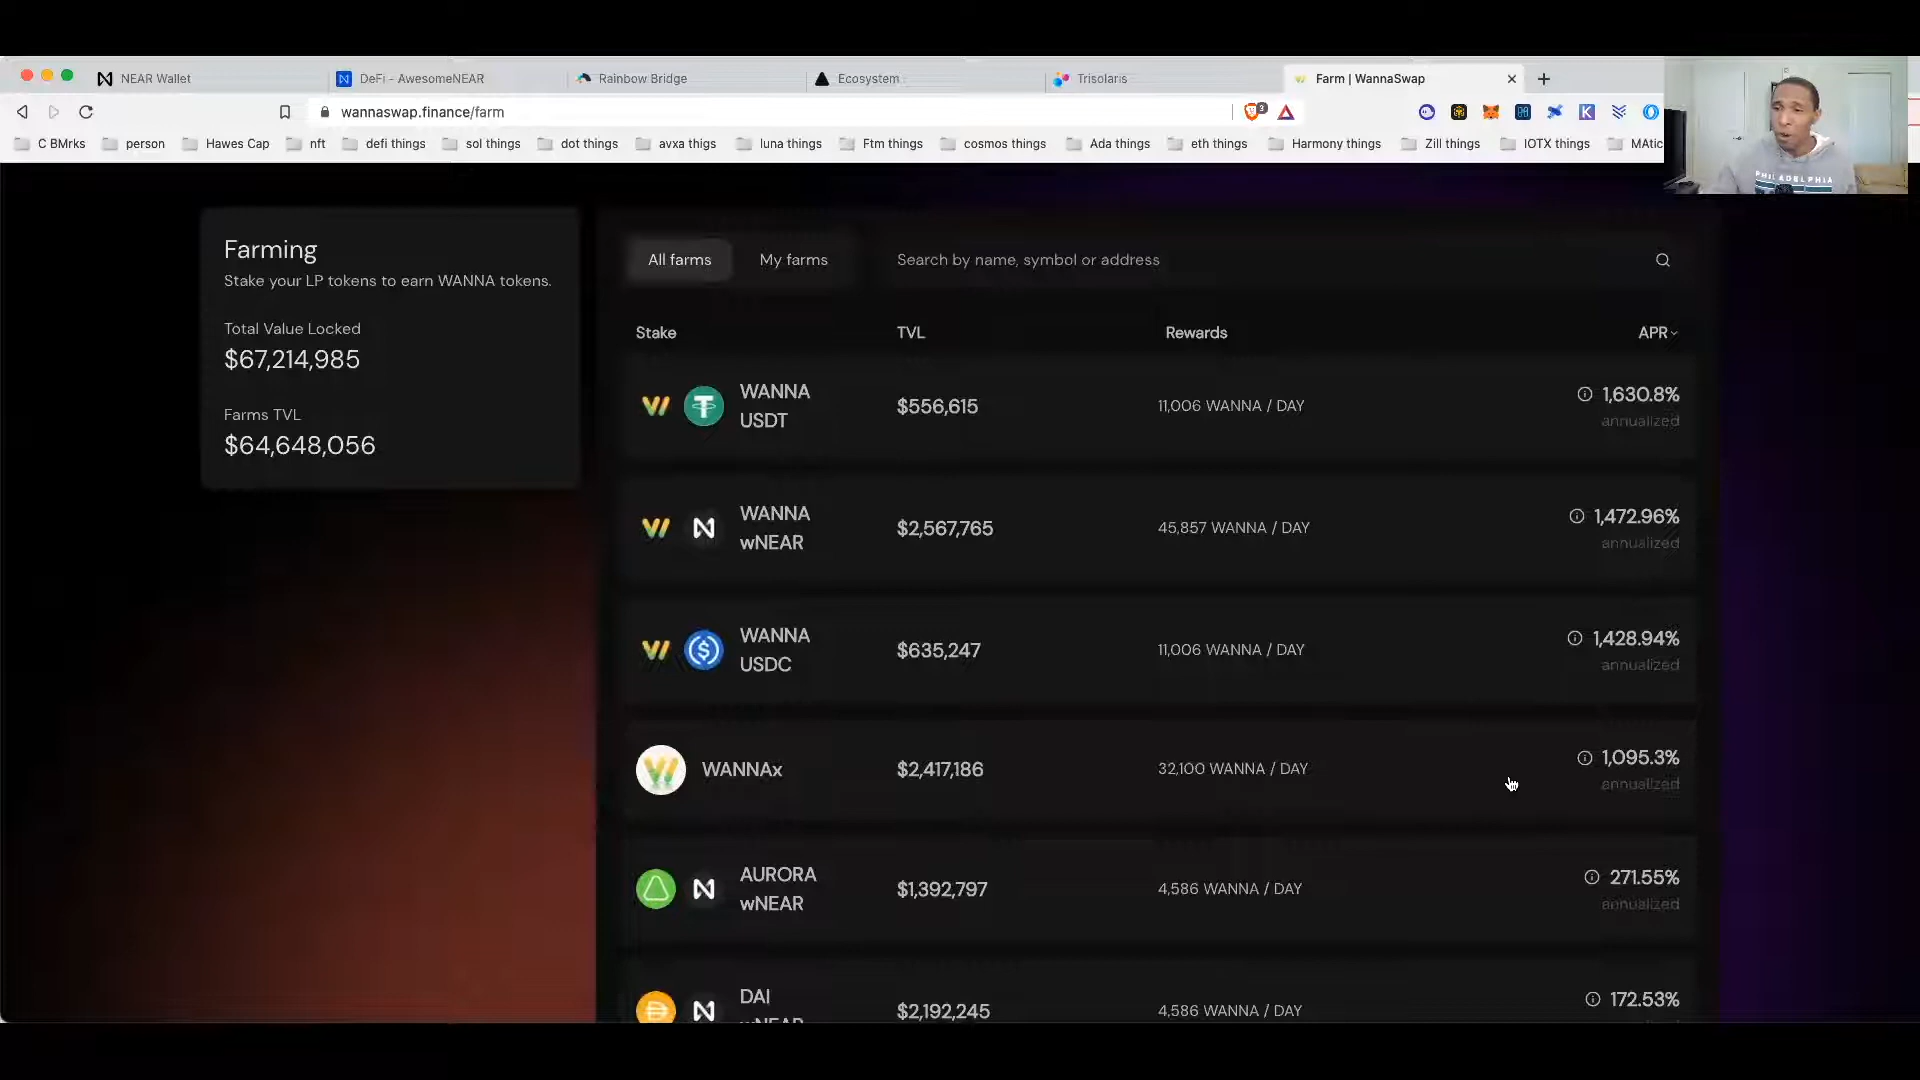 NEAR Wallet
DeFi - AwesomeNEAR
Rainbow Bridge
Ecosystem
Trisolaris
Farm | WannaSwap
wannaswap.finance/farm
3
C BMrks
person
Hawes Cap
nft
defi things
sol things
dot things
avxa thigs
luna things
Ftm things
cosmos things
Ada things
eth things
Harmony things
Zill things
IOTX things
MAtic
PHILADELPHIA
Farming
Stake your LP tokens to earn WANNA tokens.
Total Value Locked
$67,214,985
Farms TVL
$64,648,056
All farms
My farms
Search by name, symbol or address
Stake TVL Rewards APR
WANNA
USDT
$556,615
11,006 WANNA / DAY
1,630.8%
annualized
WANNA
wNEAR
$2,567,765
45,857 WANNA / DAY
1,472.96%
annualized
WANNA
USDC
$635,247
11,006 WANNA / DAY
1,428.94%
annualized
WANNAx
$2,417,186
32,100 WANNA / DAY
1,095.3%
annualized
AURORA
wNEAR
$1,392,797
4,586 WANNA / DAY
271.55%
annualized
DAI
wNEAR
$2,192,245
4,586 WANNA / DAY
172.53%